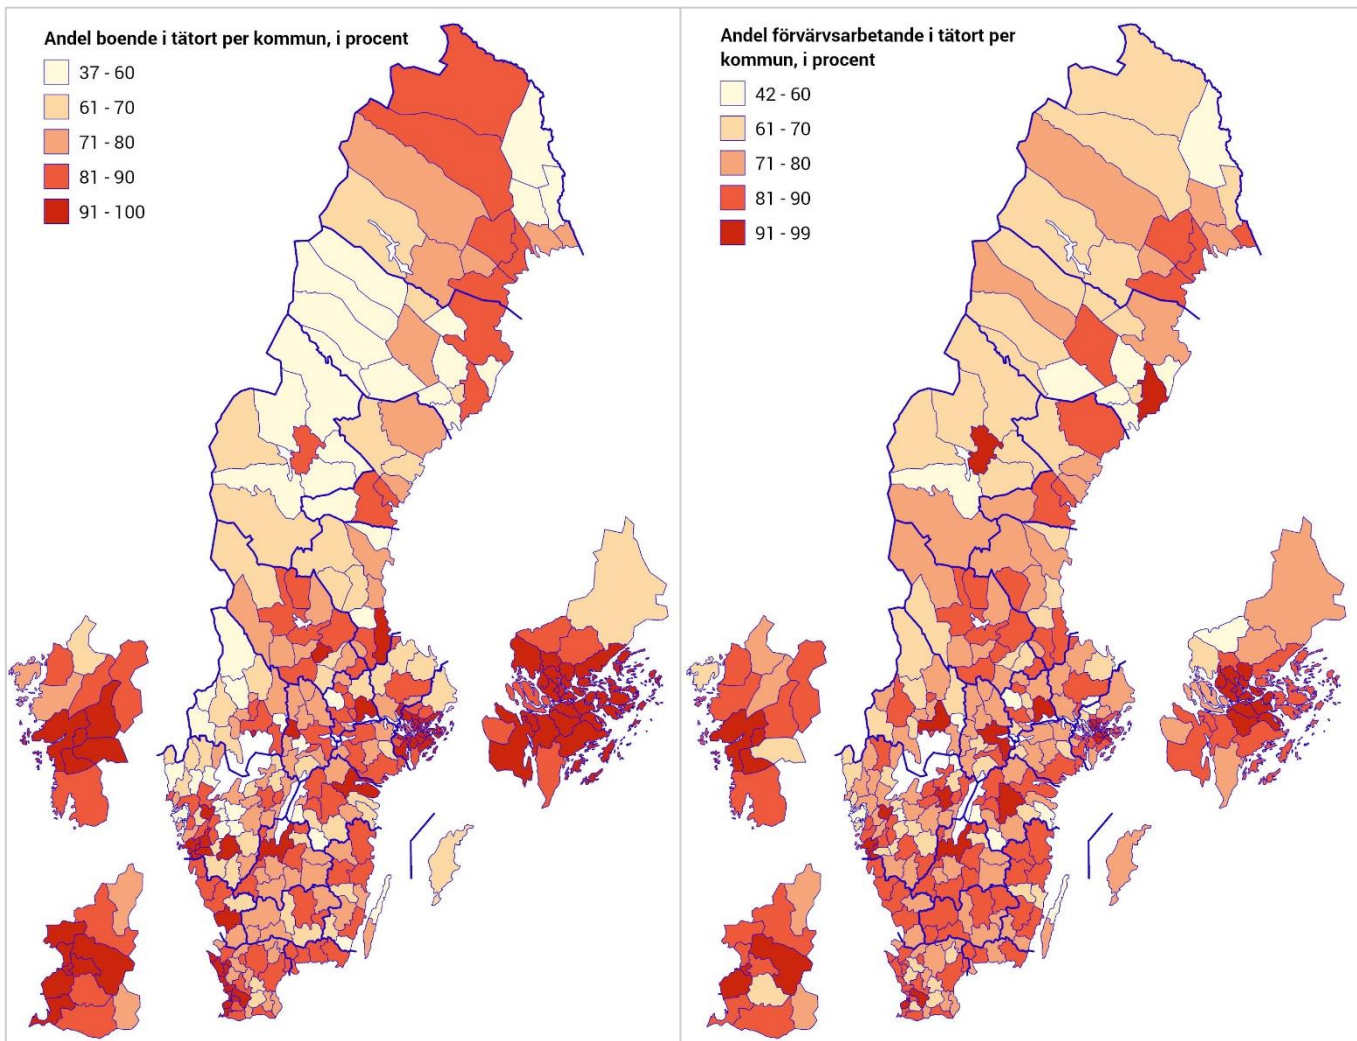 Andel boende i tätort per kommun, i procent
37 - 60
61 - 70
71 - 80
81 - 90
91 - 100
Andel förvärvsarbetande i tätort per
kommun, i procent
42 - 60
61 - 70
71 - 80
81 - 90
91 - 99